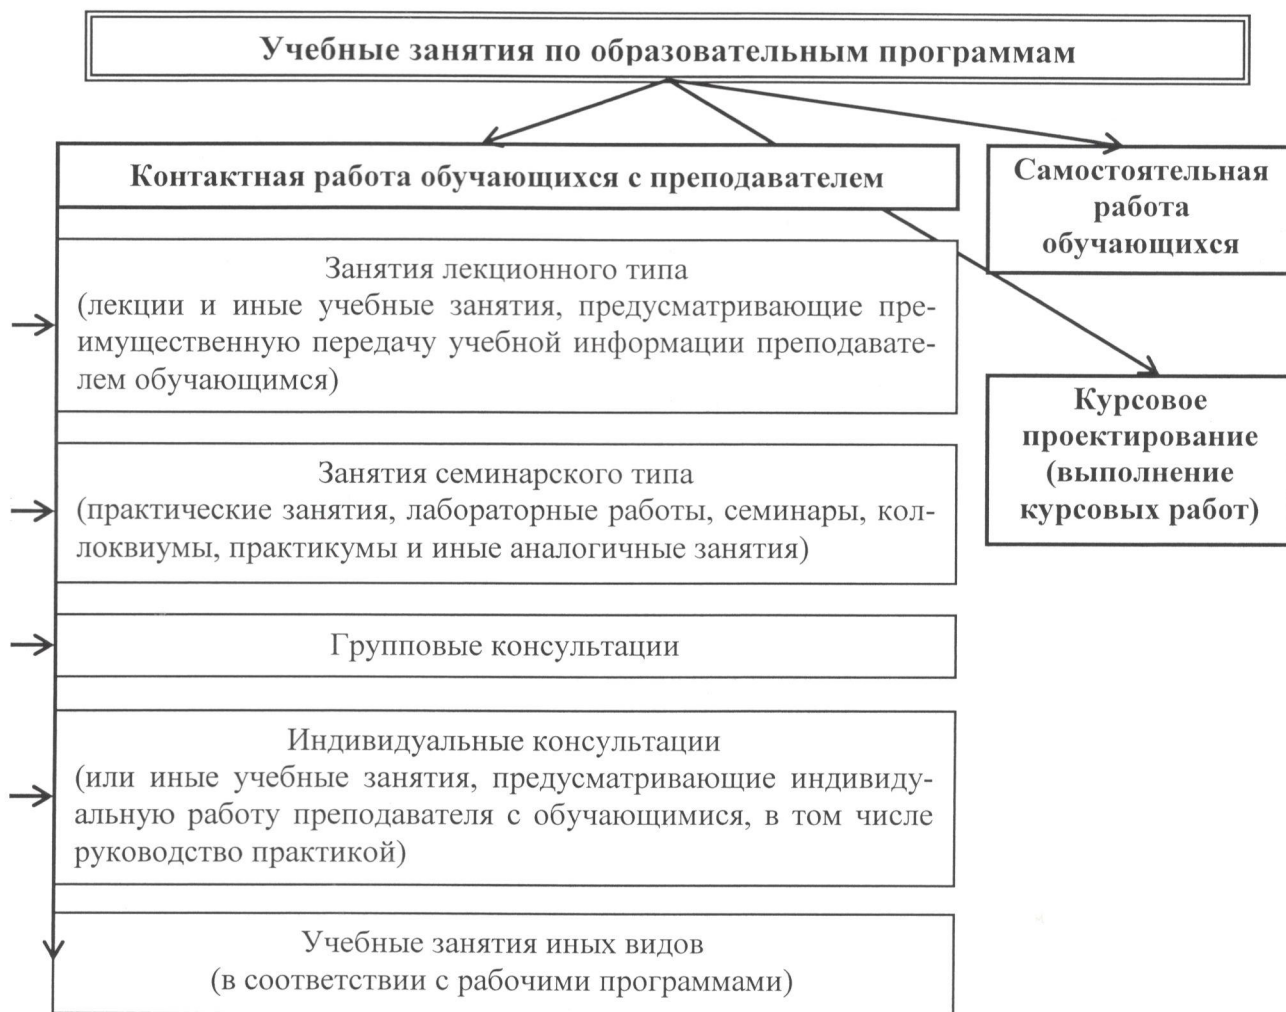 Учебные занятия по образовательным программам
Контактная работа обучающихся с преподавателем
Самостоятельная
работа
обучающихся
Занятия лекционного типа
(лекции и иные учебные занятия, предусматривающие пре-
имущественную передачу учебной информации преподавате-
лем обучающимся)
Курсовое
проектирование
(выполнение
курсовых работ)
Занятия семинарского типа
(практические занятия, лабораторные работы, семинары, кол-
локвиумы, практикумы и иные аналогичные занятия)
Групповые консультации
Индивидуальные консультации
(или иные учебные занятия, предусматривающие индивиду-
альную работу преподавателя с обучающимися, в том числе
руководство практикой)
Учебные занятия иных видов
(в соответствии с рабочими программами)